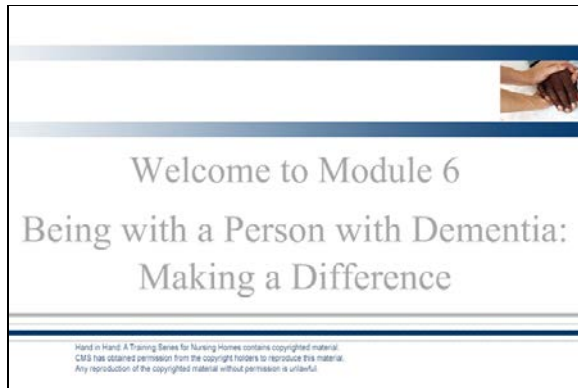 Welcome to Module 6
Being with a Person with Dementia:
Making a Difference
Hand in Hand: A Training Series for Nursing Homes contains copyrighted material.
CMS has obtained permission from the copyright holders to reproduce this material.
Any reproduction of the copyrighted material without permission is unlawful.